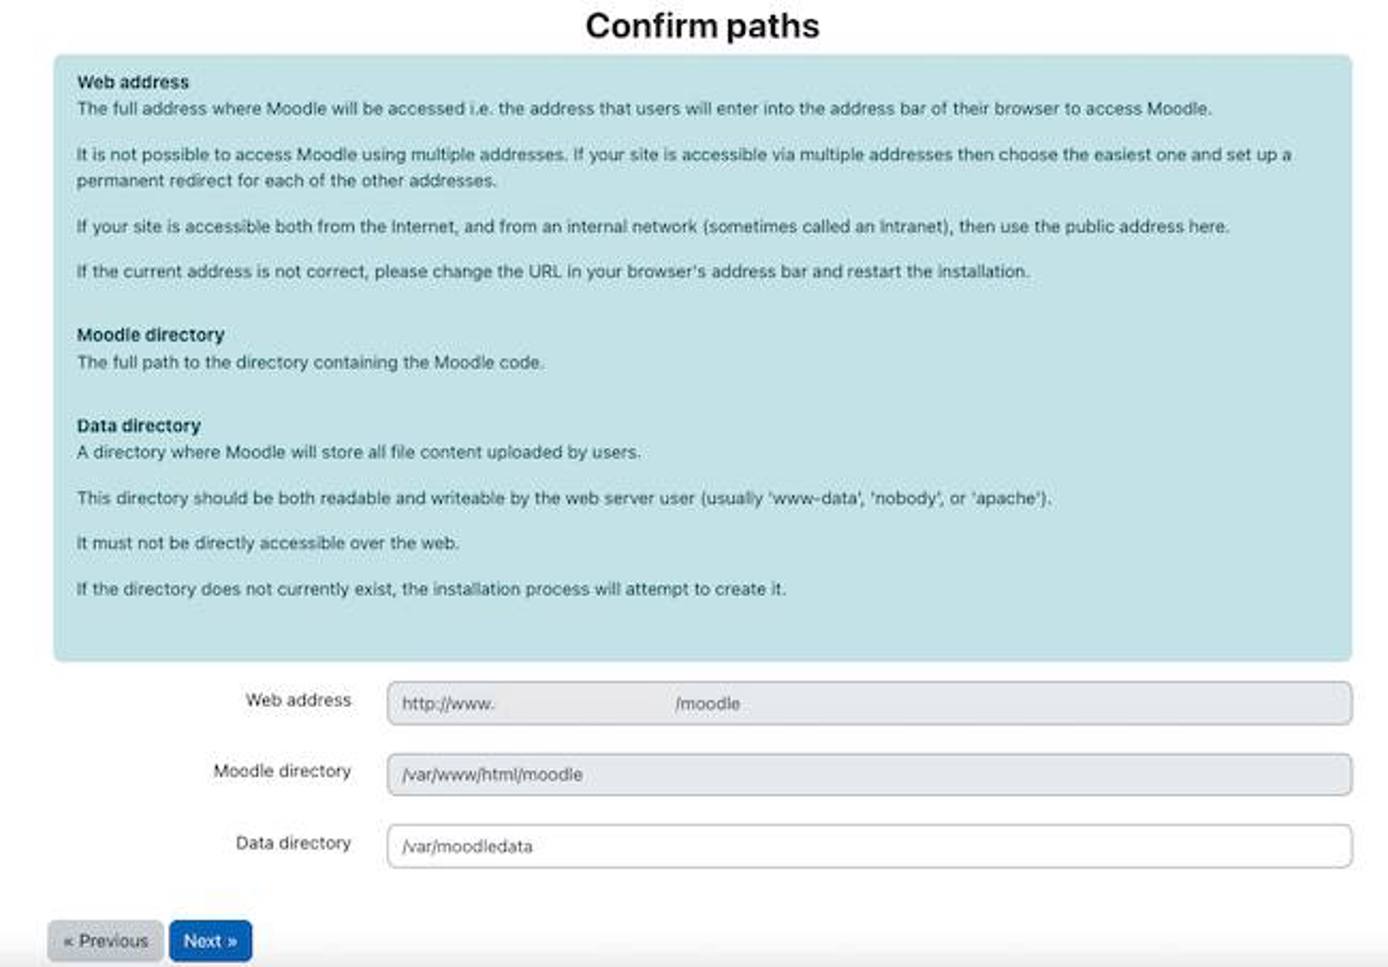 Confirm paths
Web address
The full address where Moodle will be accessed i.e. the address that users will enter into the address bar of their browser to access Moodle.
It is not possible to access Moodle using multiple addresses. If your site is accessible via multiple addresses then choose the easiest one and set up a
permanent redirect for each of the other addresses.
If your site is accessible both from the Internet, and from an internal network (sometimes called an Intranet), then use the public address here.
If the current address is not correct, please change the URL in your browser's address bar and restart the installation.
Moodle directory
The full path to the directory containing the Moodle code.
Data directory
A directory where Moodle will store all file content uploaded by users.
This directory should be both readable and writeable by the web server user (usually 'www-data', 'nobody', or 'apache').
It must not be directly accessible over the web.
If the directory does not currently exist, the installation process will attempt to create it.
Web address http://www. /moodle
Moodle directory /var/www/html/moodle
Data directory /var/moodledata
« Previous Next »